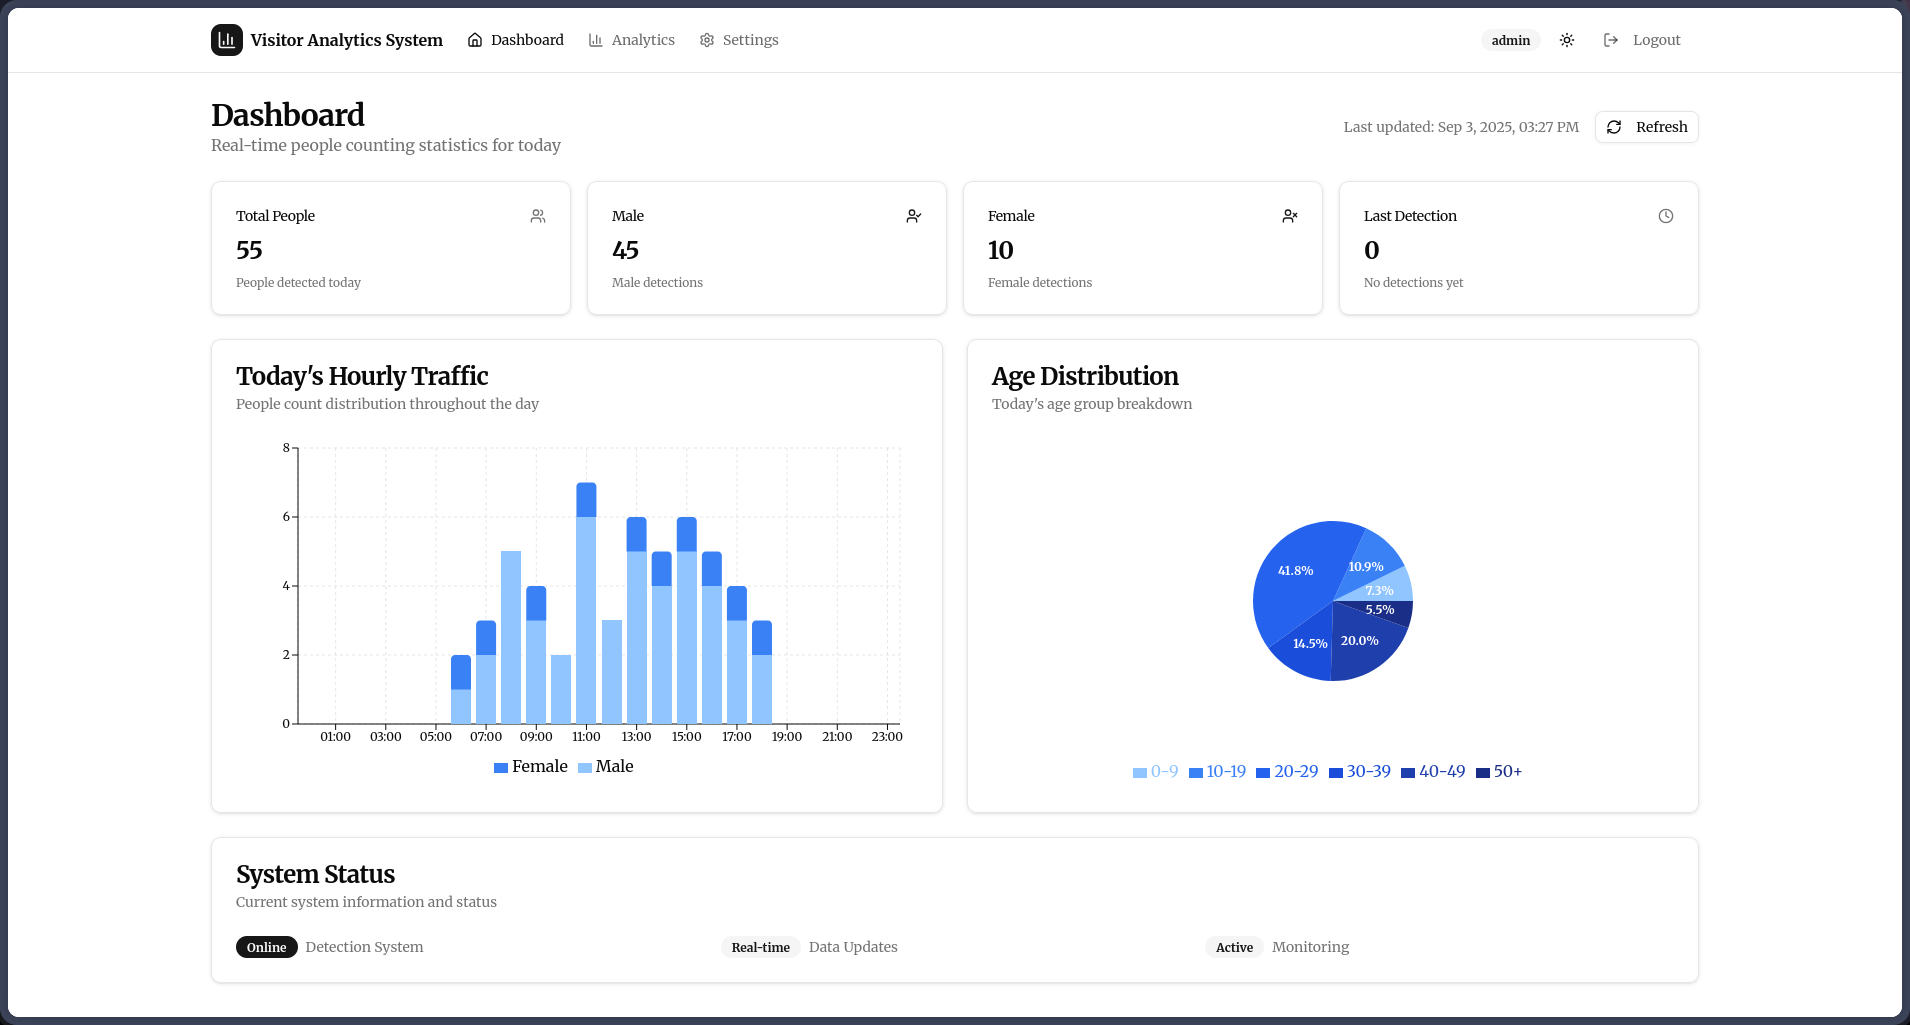 Visitor Analytics System Dashboard Analytics Settings admin Logout
Dashboard
Real-time people counting statistics for today
Last updated: Sep 3, 2025, 03:27 PM Refresh
Total People
55
People detected today
Male
45
Male detections
Female
10
Female detections
Last Detection
0
No detections yet
Today's Hourly Traffic
People count distribution throughout the day
8
6
4
2
0
01:00 03:00 05:00 07:00 09:00 11:00 13:00 15:00 17:00 19:00 21:00 23:00
Female Male
Age Distribution
Today's age group breakdown
41.8%
10.9%
7.3%
5.5%
20.0%
14.5%
0-9 10-19 20-29 30-39 40-49 50+
System Status
Current system information and status
Online Detection System Real-time Data Updates Active Monitoring